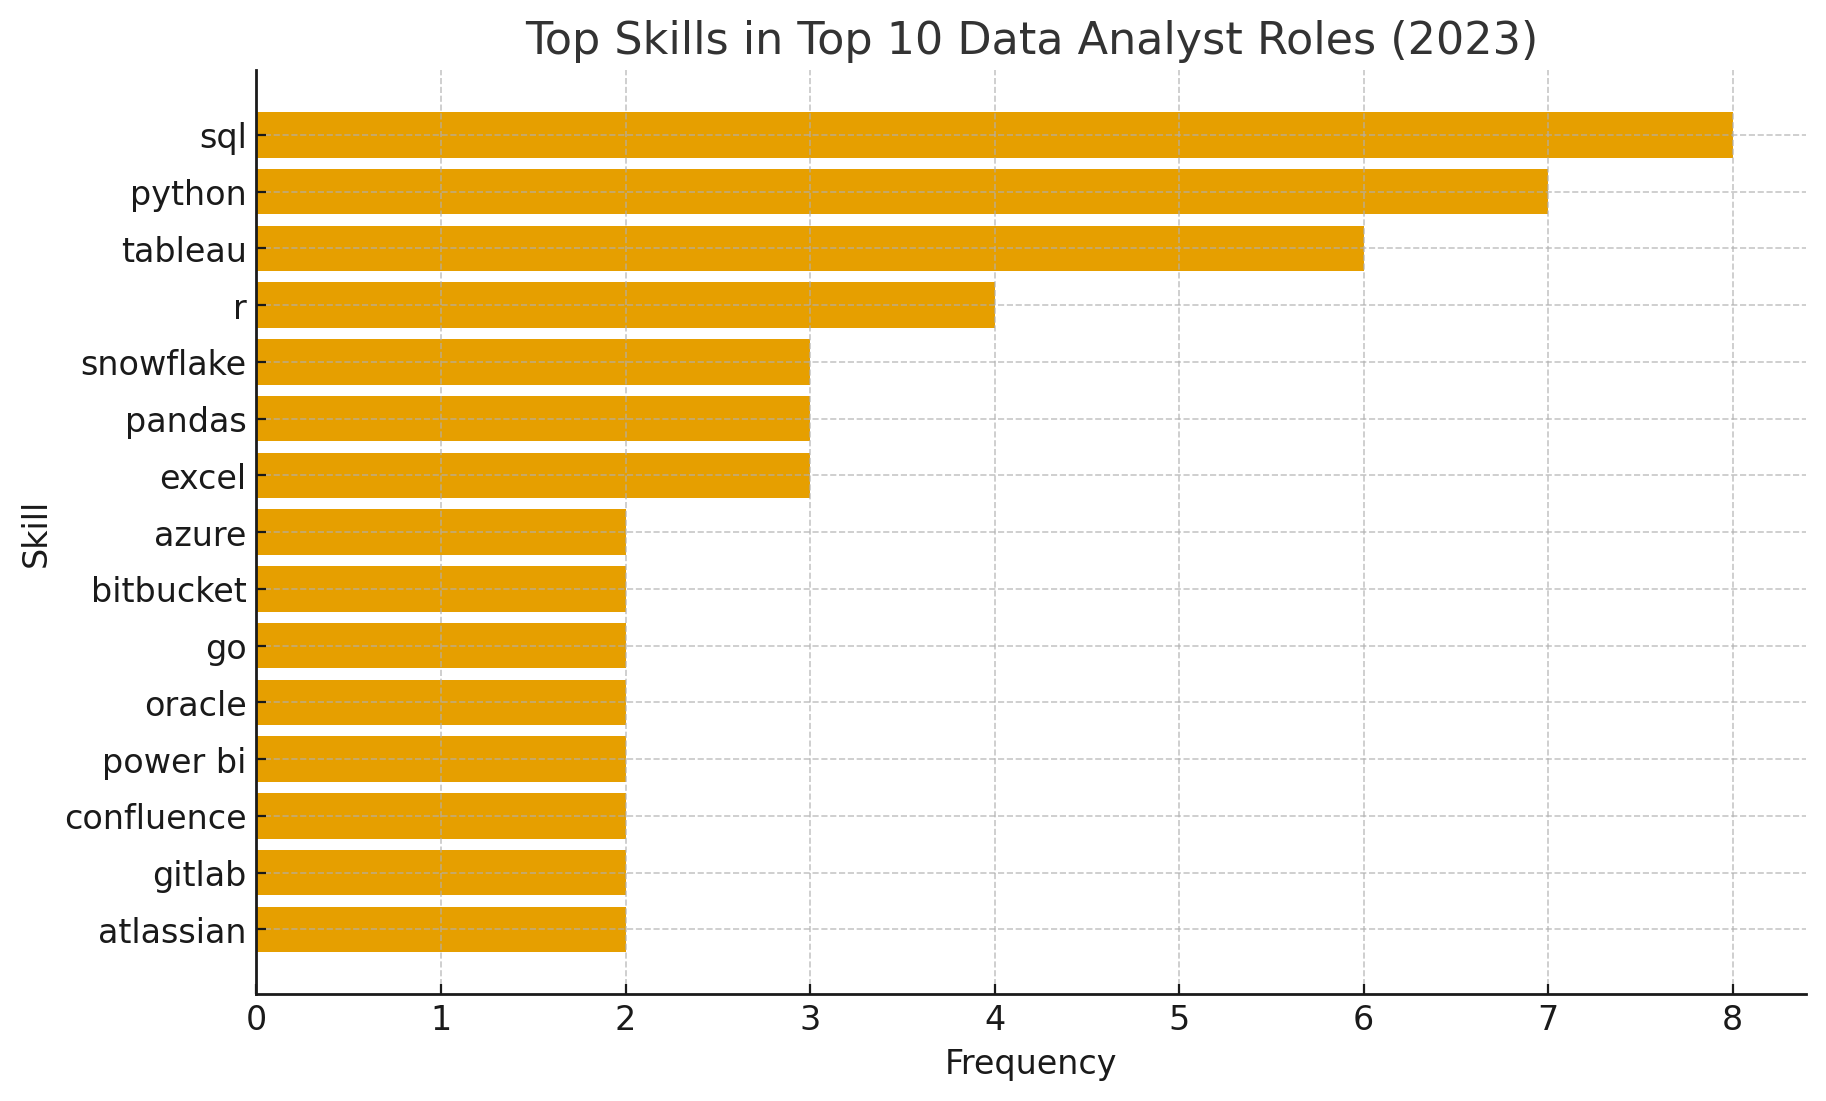 Top Skills in Top 10 Data Analyst Roles (2023)
sql
python
tableau
r
snowflake
pandas
excel
azure
bitbucket
go
oracle
power bi
confluence
gitlab
atlassian
Skill
0 1 2 3 4 5 6 7 8
Frequency